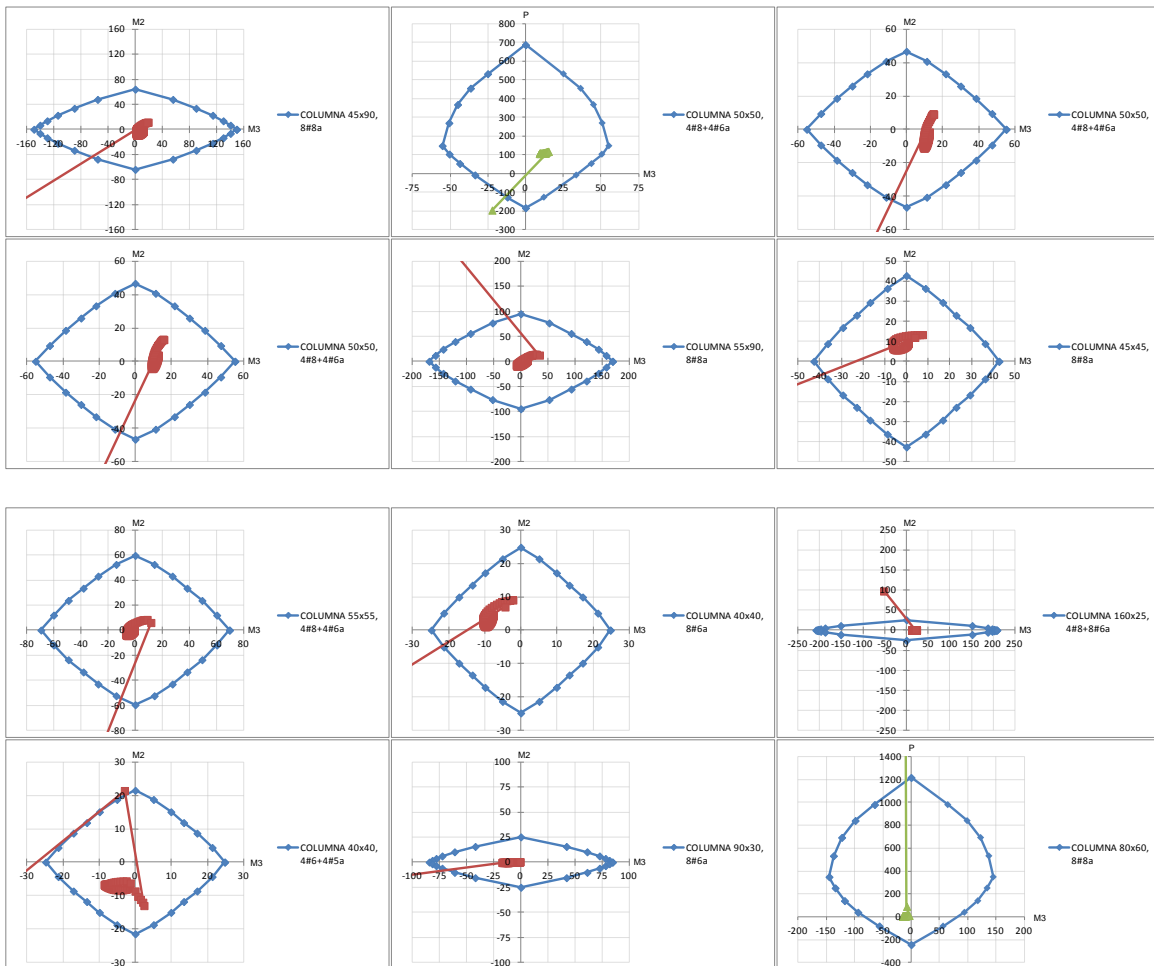 M2
160
120
80
40
0
M3
-160 -120 -80 -40 0 40 80 120 160
-40
-80
-120
-160
COLUMNA 45x90,
8#8a
P
800
700
600
500
400
300
200
100
0
M3
-75 -50 -25 0 25 50 75
-100
-200
-300
COLUMNA 50x50,
4#8+4#6a
M2
60
40
20
0
M3
-60 -40 -20 0 20 40 60
-20
-40
-60
COLUMNA 50x50,
4#8+4#6a
M2
60
40
20
0
M3
-60 -40 -20 0 20 40 60
-20
-40
-60
COLUMNA 50x50,
4#8+4#6a
M2
200
150
100
50
0
M3
-200 -150 -100 -50 0 50 100 150 200
-50
-100
-150
-200
COLUMNA 55x90,
8#8a
M2
50
40
30
20
10
0
M3
-50 -40 -30 -20 -10 0 10 20 30 40 50
-10
-20
-30
-40
-50
COLUMNA 45x45,
8#8a
M2
80
60
40
20
0
M3
-80 -60 -40 -20 0 20 40 60 80
-20
-40
-60
-80
COLUMNA 55x55,
4#8+4#6a
M2
30
20
10
0
M3
-30 -20 -10 0 10 20 30
-10
-20
-30
COLUMNA 40x40,
8#6a
M2
250
200
150
100
50
0
M3
-250 -200 -150 -100 -50 0 50 100 150 200 250
-50
-100
-150
-200
-250
COLUMNA 160x25,
4#8+8#6a
M2
30
20
10
0
M3
-30 -20 -10 0 10 20 30
-10
-20
-30
COLUMNA 40x40,
4#6+4#5a
M2
100
75
50
25
0
M3
-100 -75 -50 -25 0 25 50 75 100
-25
-50
-75
-100
COLUMNA 90x30,
8#6a
P
1400
1200
1000
800
600
400
200
0
M3
-200 -150 -100 -50 0 50 100 150 200
-200
-400
COLUMNA 80x60,
8#8a